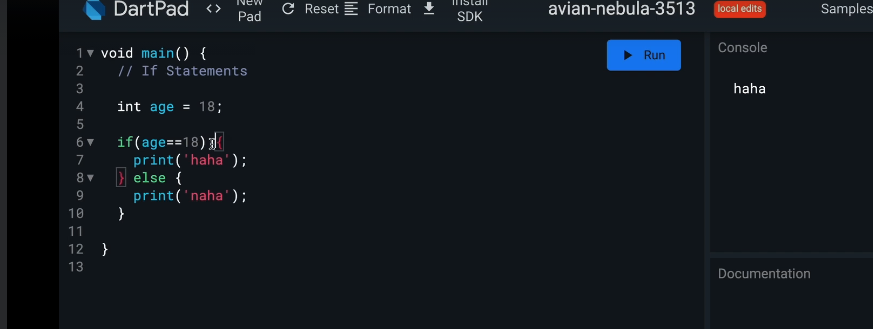 DartPad <> New Pad Reset Format Install SDK avian-nebula-3513 local edits Samples
Run
Console
haha
1 void main() {
2 // If Statements
3
4 int age = 18;
5
6 if(age==18) {
7 print('haha');
8 } else {
9 print('naha');
10 }
11
12 }
13
Documentation